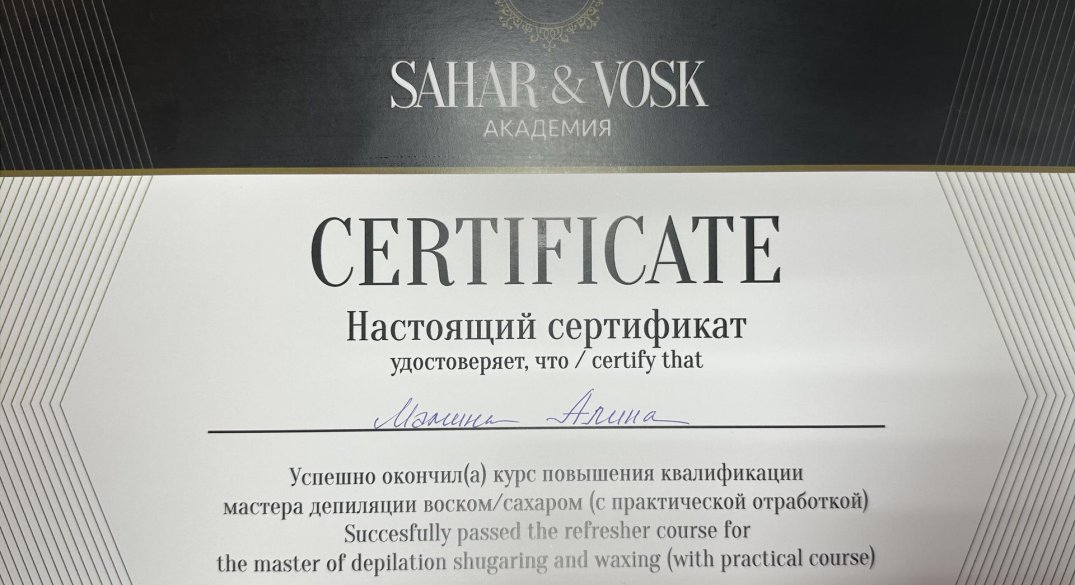 SAHAR & VOSK
АКАДЕМИЯ
CERTIFICATE
Настоящий сертификат
удостоверяет, что / certify that
Алина
Успешно окончил(а) курс повышения квалификации
мастера депиляции воском/сахаром (с практической отработкой)
Succesfully passed the refresher course for
the master of depilation shugaring and waxing (with practical course)